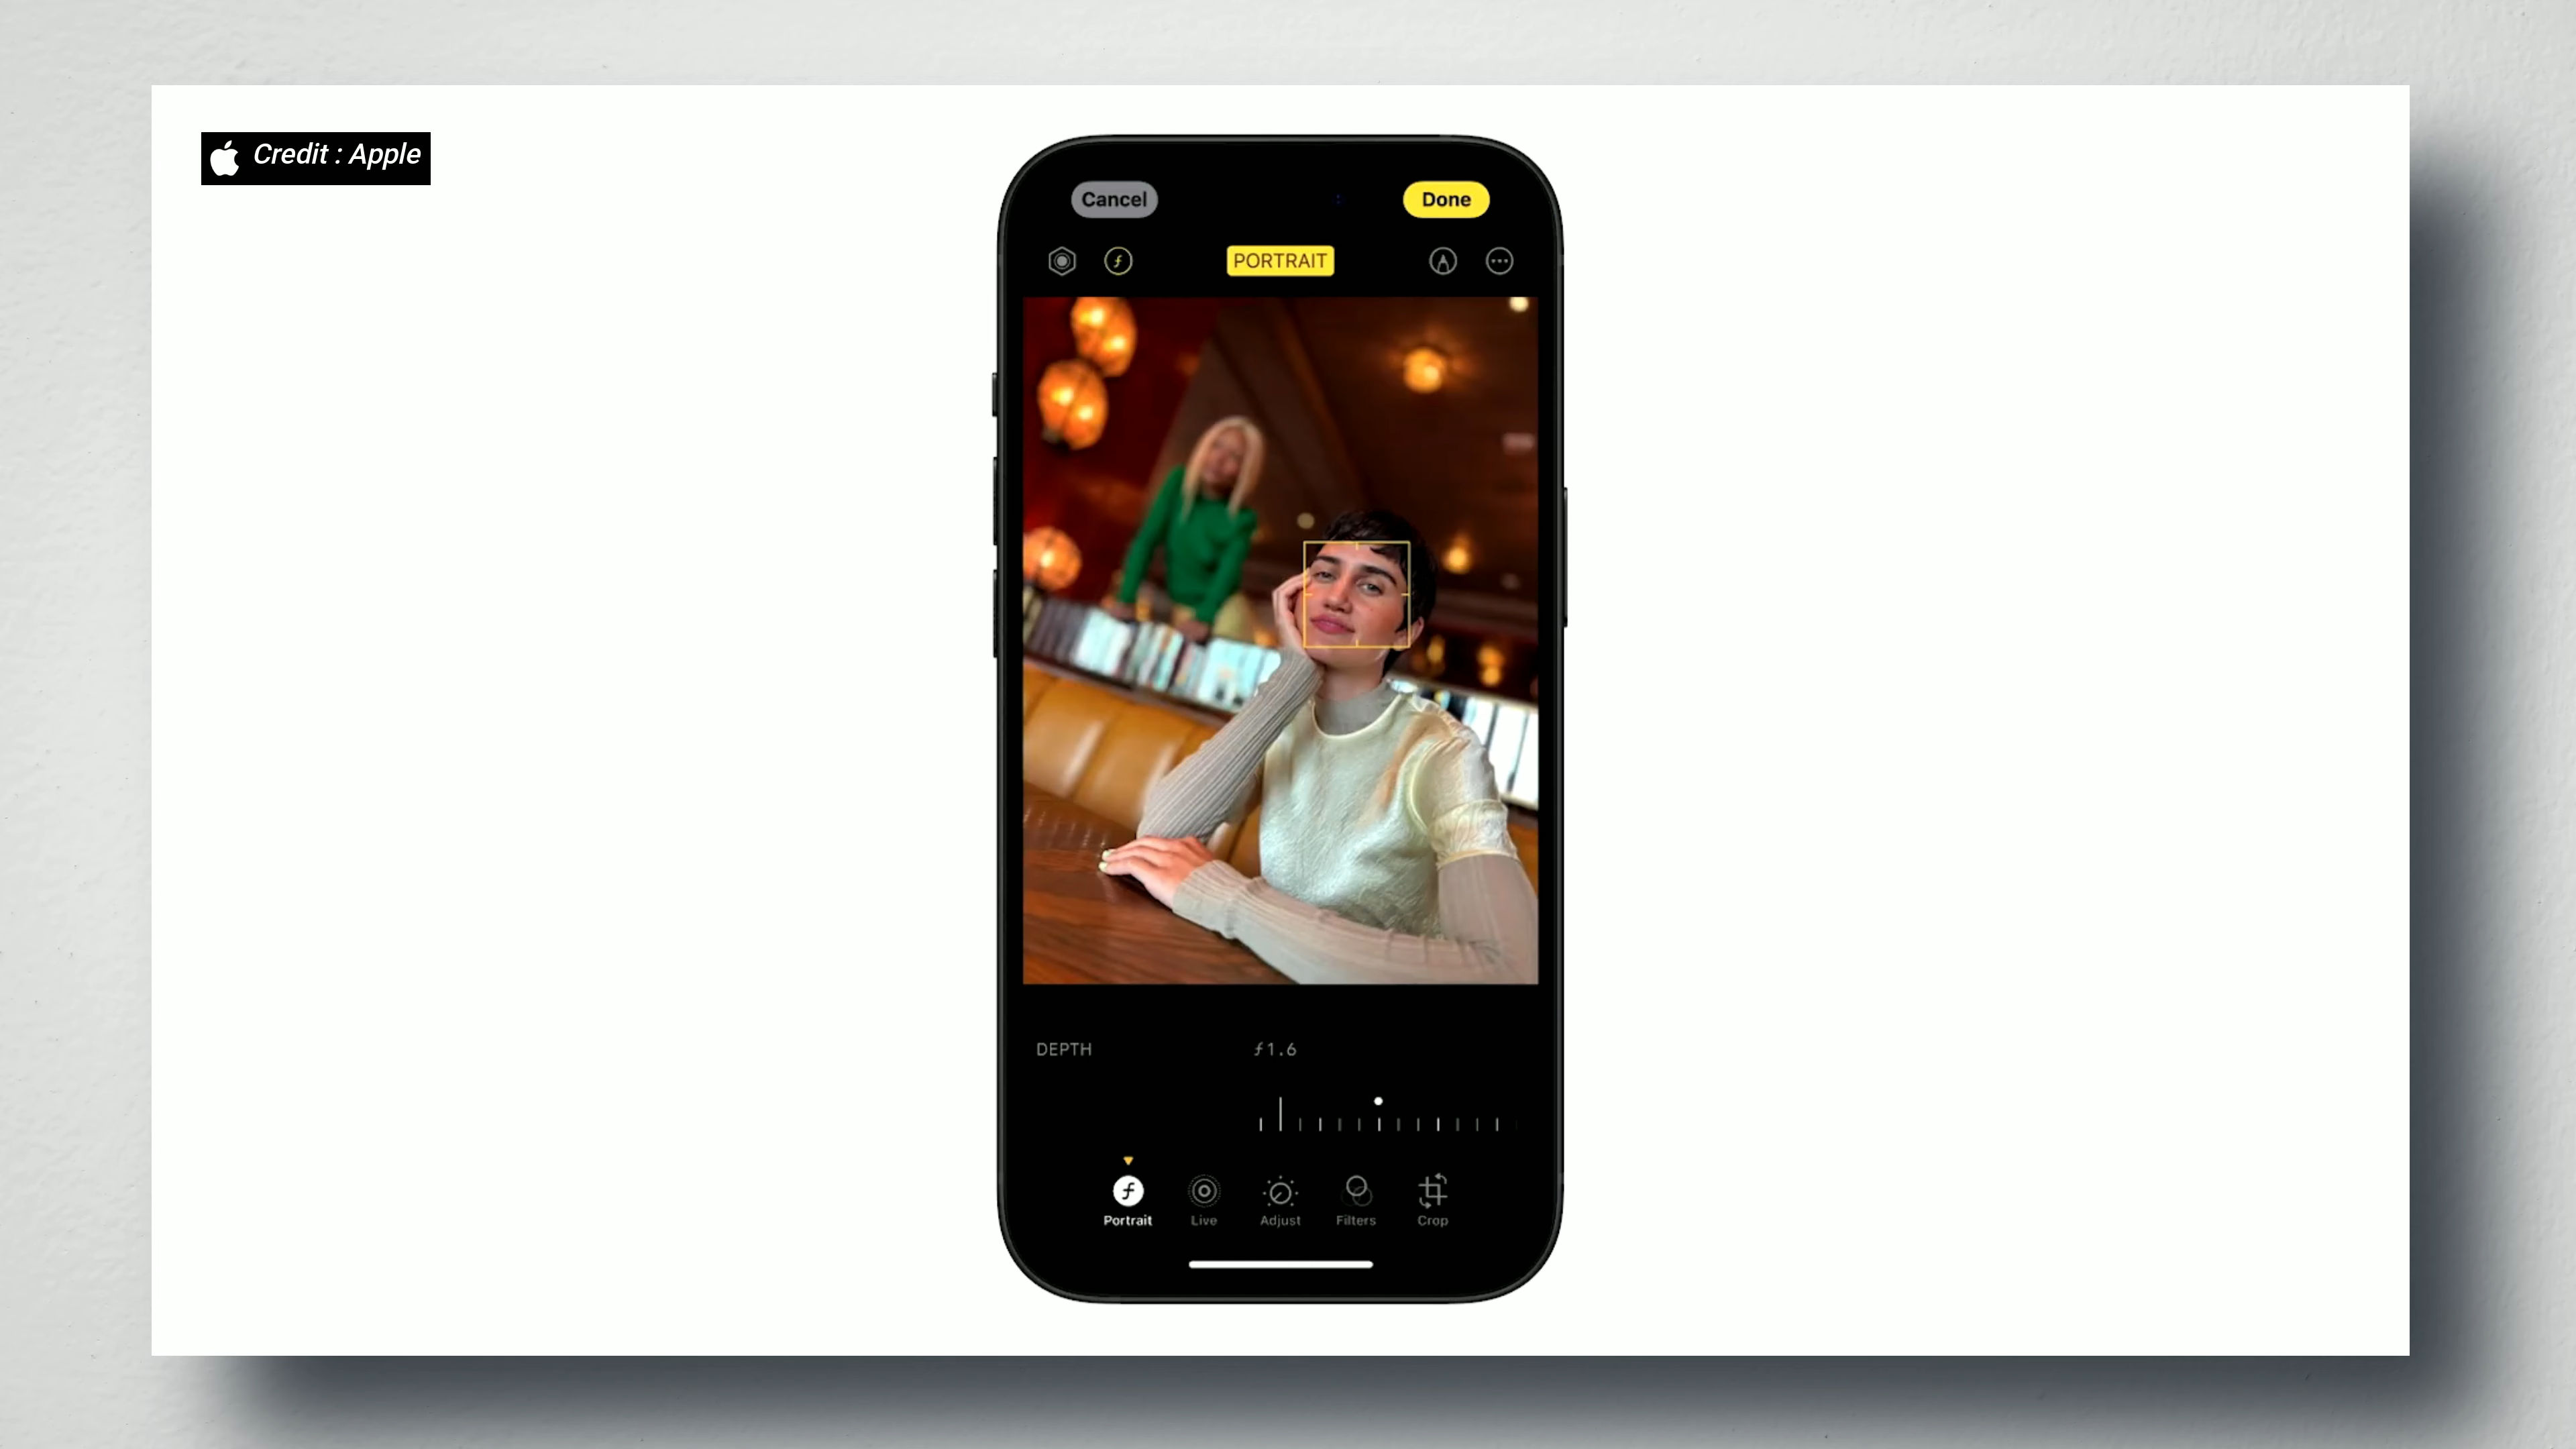 Credit : Apple
Cancel
Done
PORTRAIT
DEPTH
ƒ1.6
Portrait
Live
Adjust
Filters
Crop